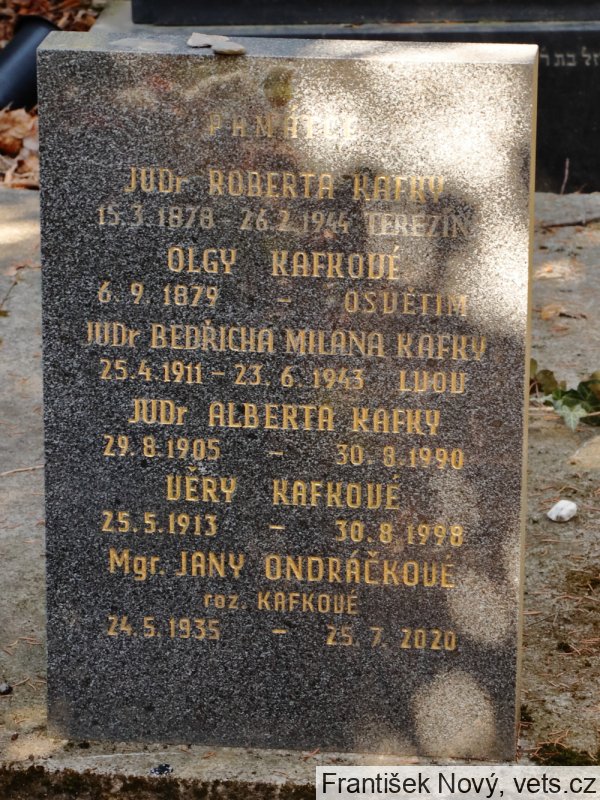 PAMÁTCE
JUDr ROBERTA KAFKY
15.3.1878 26.2.1944 TEREZÍN
OLGY KAFKOVÉ
6.9.1879 – OSVĚTIM
JUDr BEDŘICHA MILANA KAFKY
25.4.1911 – 23.6.1943 LVOV
JUDr ALBERTA KAFKY
29.8.1905 – 30.8.1990
VĚRY KAFKOVÉ
25.5.1913 – 30.8.1998
Mgr. JANY ONDRÁČKOVÉ
roz. KAFKOVÉ
24.5.1935 – 25.7.2020
František Nový, vets.cz